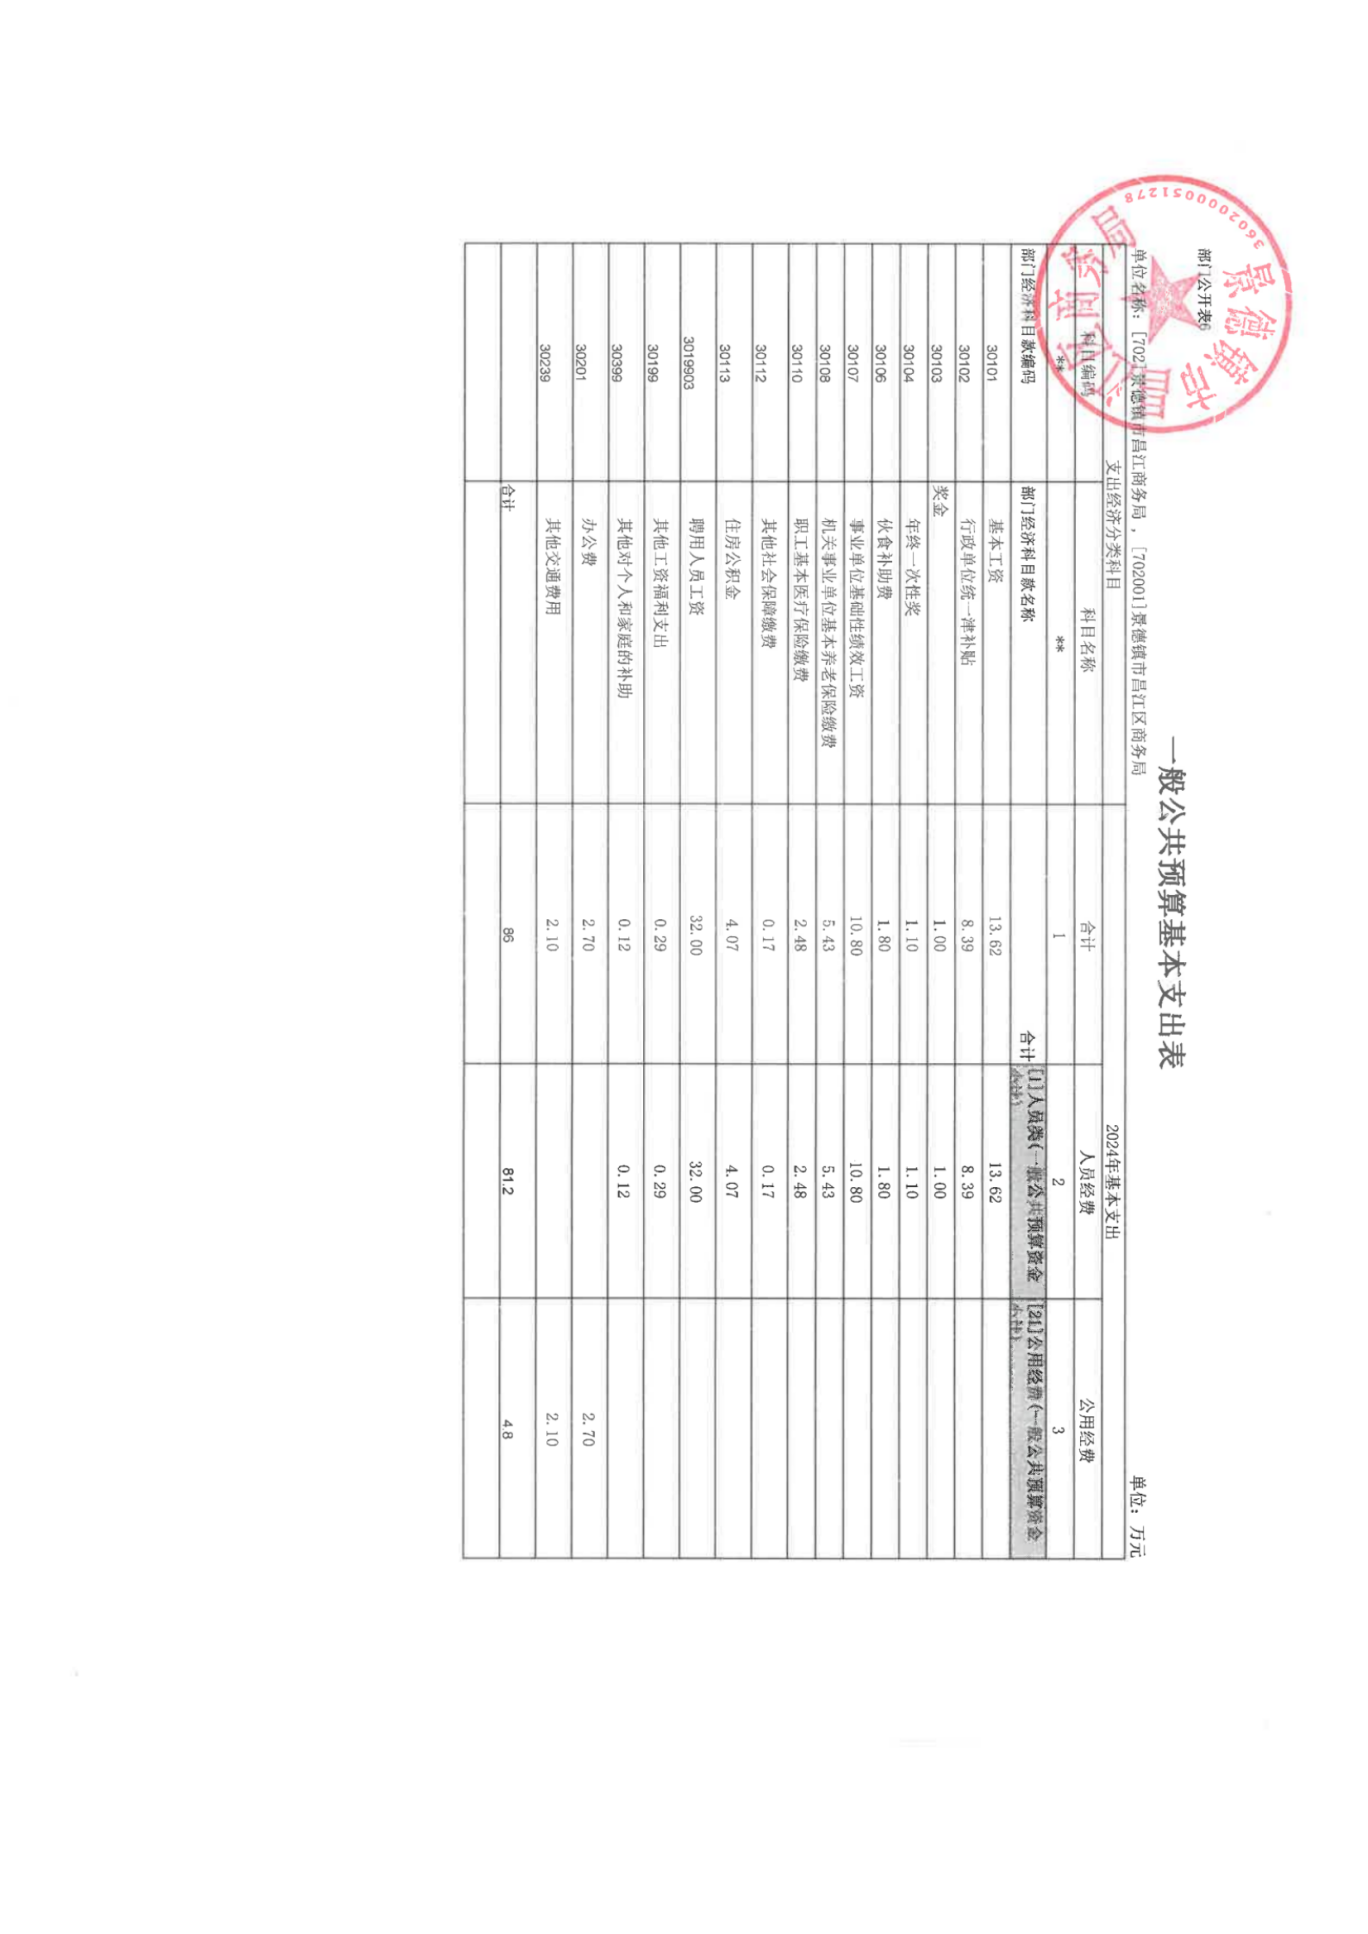 部门公开表6
一般公共预算基本支出表
单位名称：[702]景德镇市昌江商务局，[702001]景德镇市昌江区商务局 单位：万元
支出经济分类科目 2024年基本支出
科目编码 科目名称 合计 人员经费 公用经费
** ** 1 2 3
部门经济科目款编码 部门经济科目款名称 合计 [1]人员类(一般公共预算资金 [21]公用经费(一般公共预算资金
小计) 小计)
30101 基本工资 13.62 13.62
30102 行政单位统一津补贴 8.39 8.39
30103 奖金 1.00 1.00
30104 年终一次性奖 1.10 1.10
30106 伙食补助费 1.80 1.80
30107 事业单位基础性绩效工资 10.80 10.80
30108 机关事业单位基本养老保险缴费 5.43 5.43
30110 职工基本医疗保险缴费 2.48 2.48
30112 其他社会保障缴费 0.17 0.17
30113 住房公积金 4.07 4.07
3019903 聘用人员工资 32.00 32.00
30199 其他工资福利支出 0.29 0.29
30399 其他对个人和家庭的补助 0.12 0.12
30201 办公费 2.70 2.70
30239 其他交通费用 2.10 2.10
合计 86 81.2 4.8
景德镇市昌江区商务局
3602000051278